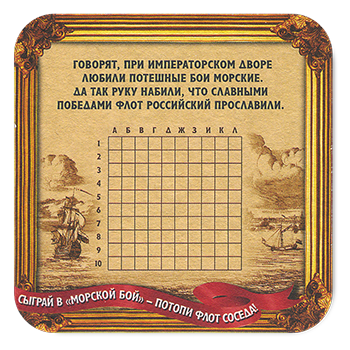 ГОВОРЯТ, ПРИ ИМПЕРАТОРСКОМ ДВОРЕ
ЛЮБИЛИ ПОТЕШНЫЕ БОИ МОРСКИЕ.
ДА ТАК РУКУ НАБИЛИ, ЧТО СЛАВНЫМИ
ПОБЕДАМИ ФЛОТ РОССИЙСКИЙ ПРОСЛАВИЛИ.
А Б В Г Д Ж З И К Л
1
2
3
4
5
6
7
8
9
10
СЫГРАЙ В «МОРСКОЙ БОЙ» – ПОТОПИ ФЛОТ СОСЕДА!